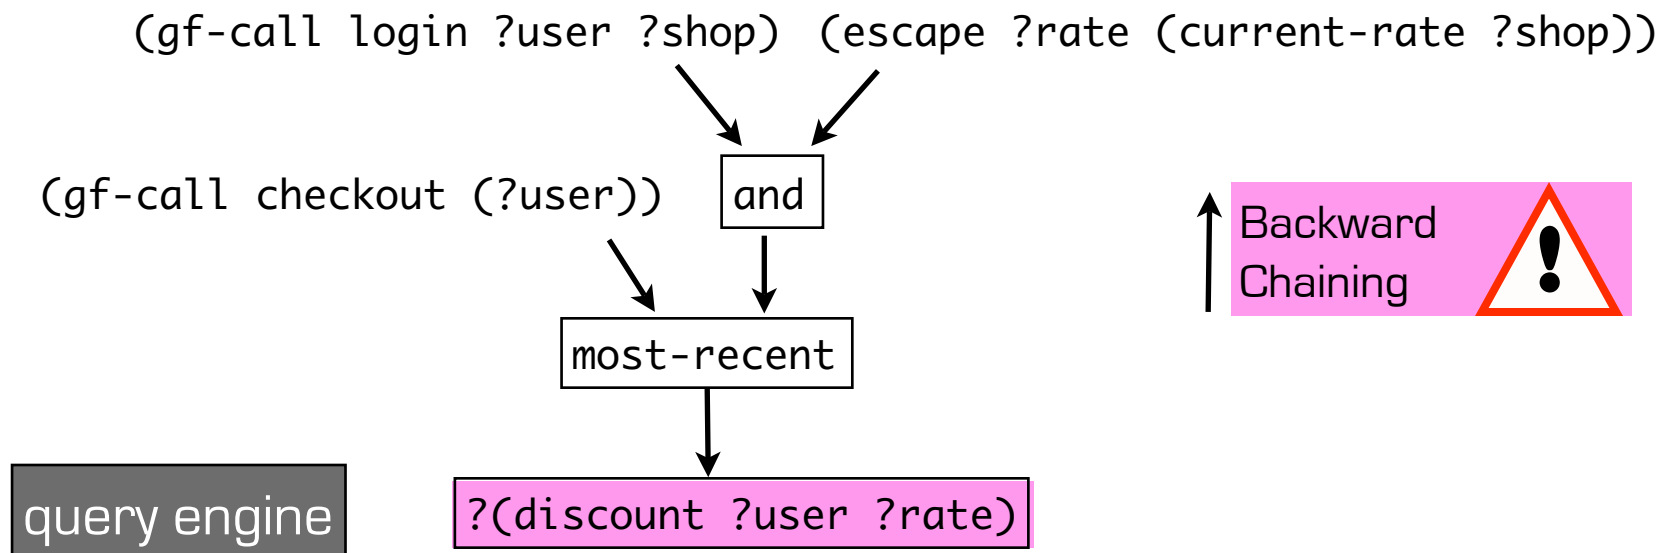 (gf-call login ?user ?shop) (escape ?rate (current-rate ?shop))
(gf-call checkout (?user))
and
Backward
Chaining
!
most-recent
query engine
?(discount ?user ?rate)